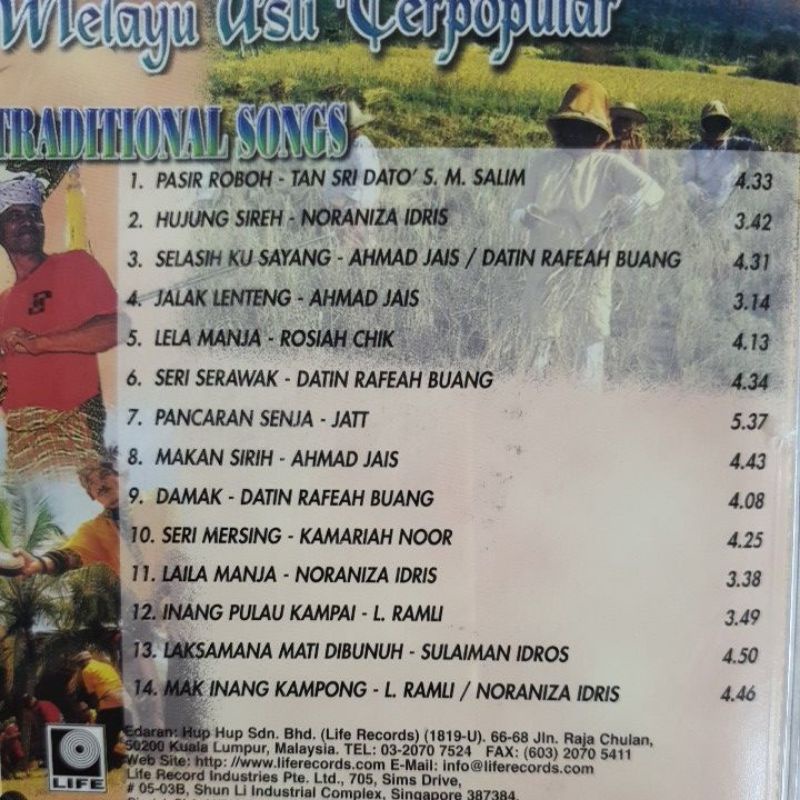 Melayu Asli Terpopular
TRADITIONAL SONGS
1. PASIR ROBOH - TAN SRI DATO' S. M. SALIM 4.33
2. HUJUNG SIREH - NORANIZA IDRIS 3.42
3. SELASIH KU SAYANG - AHMAD JAIS / DATIN RAFEAH BUANG 4.31
4. JALAK LENTENG - AHMAD JAIS 3.14
5. LELA MANJA - ROSIAH CHIK 4.13
6. SERI SERAWAK - DATIN RAFEAH BUANG 4.34
7. PANCARAN SENJA - JATT 5.37
8. MAKAN SIRIH - AHMAD JAIS 4.43
9. DAMAK - DATIN RAFEAH BUANG 4.08
10. SERI MERSING - KAMARIAH NOOR 4.25
11. LAILA MANJA - NORANIZA IDRIS 3.38
12. INANG PULAU KAMPAI - L. RAMLI 3.49
13. LAKSAMANA MATI DIBUNUH - SULAIMAN IDROS 4.50
14. MAK INANG KAMPONG - L. RAMLI / NORANIZA IDRIS 4.46
Edaran: Hup Hup Sdn. Bhd. (Life Records) (1819-U). 66-68 Jln. Raja Chulan,
50200 Kuala Lumpur, Malaysia. TEL: 03-2070 7524 FAX: (603) 2070 5411
Web Site: http: //www.liferecords.com E-Mail: info@liferecords.com
Life Record Industries Pte. Ltd., 705, Sims Drive,
# 05-03B, Shun Li Industrial Complex, Singapore 387384.
LIFE